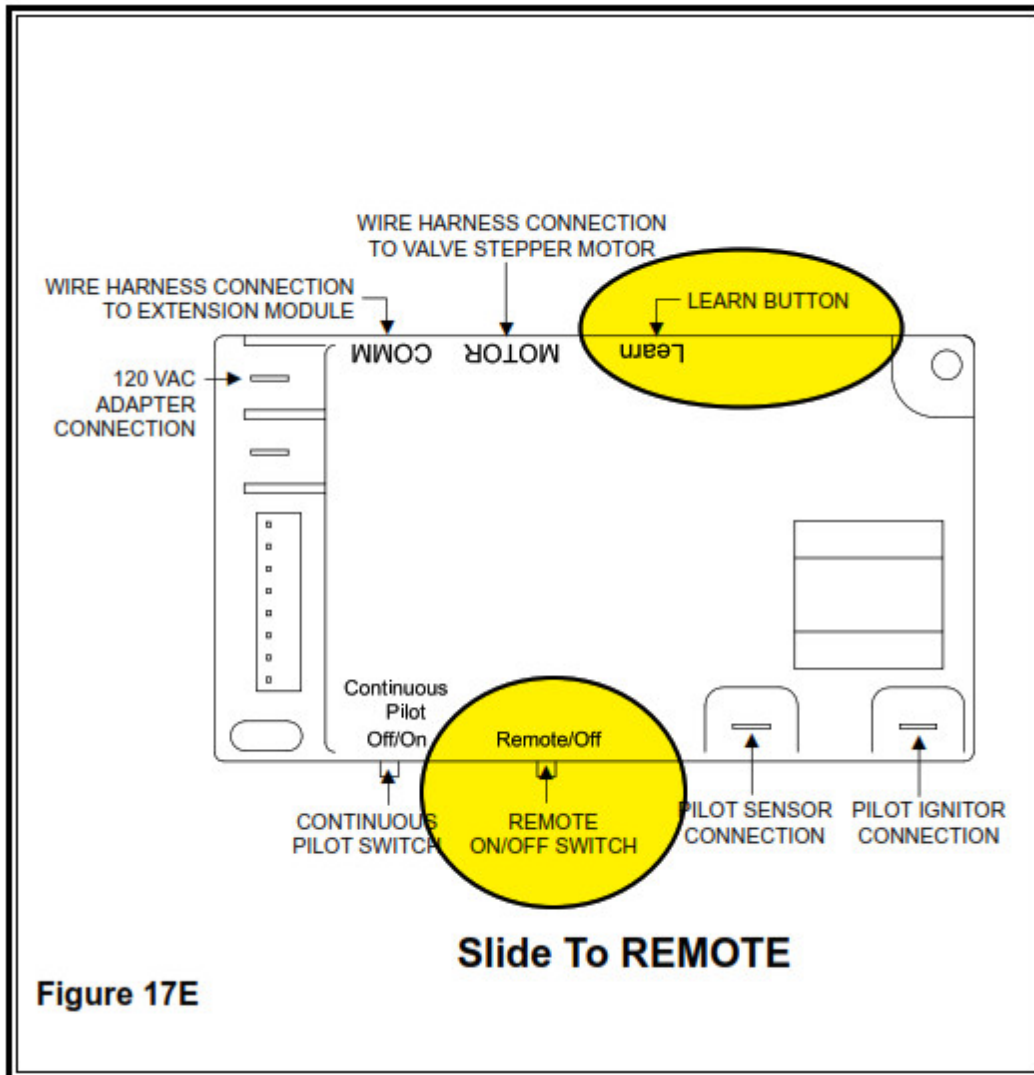 WIRE HARNESS CONNECTION
TO VALVE STEPPER MOTOR
WIRE HARNESS CONNECTION
TO EXTENSION MODULE
LEARN BUTTON
COMM
MOTOR
Learn
120 VAC
ADAPTER
CONNECTION
Continuous
Pilot
Off/On
Remote/Off
CONTINUOUS
PILOT SWITCH
REMOTE
ON/OFF SWITCH
PILOT SENSOR
CONNECTION
PILOT IGNITOR
CONNECTION
Slide To REMOTE
Figure 17E